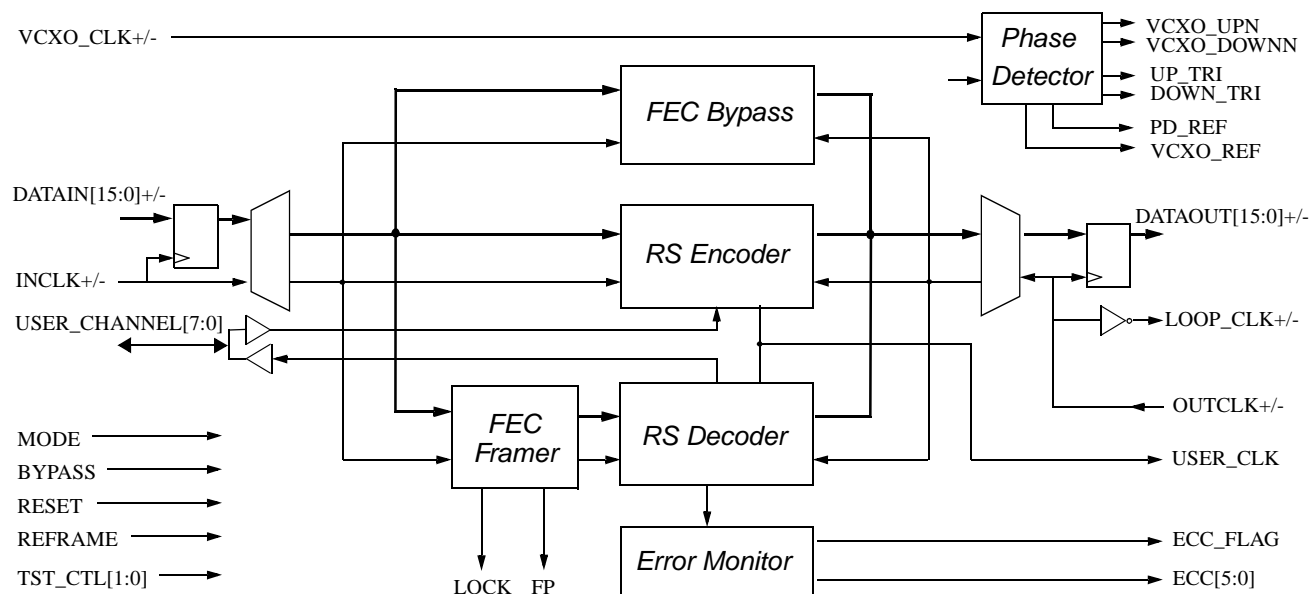 VCXO_CLK+/-
Phase
Detector
VCXO_UPN
VCXO_DOWNN
UP_TRI
DOWN_TRI
PD_REF
VCXO_REF
FEC Bypass
DATAIN[15:0]+/-
DATAOUT[15:0]+/-
RS Encoder
INCLK+/-
USER_CHANNEL[7:0]
LOOP_CLK+/-
OUTCLK+/-
FEC
Framer
RS Decoder
MODE
BYPASS
USER_CLK
RESET
REFRAME
TST_CTL[1:0]
LOCK
FP
Error Monitor
ECC_FLAG
ECC[5:0]